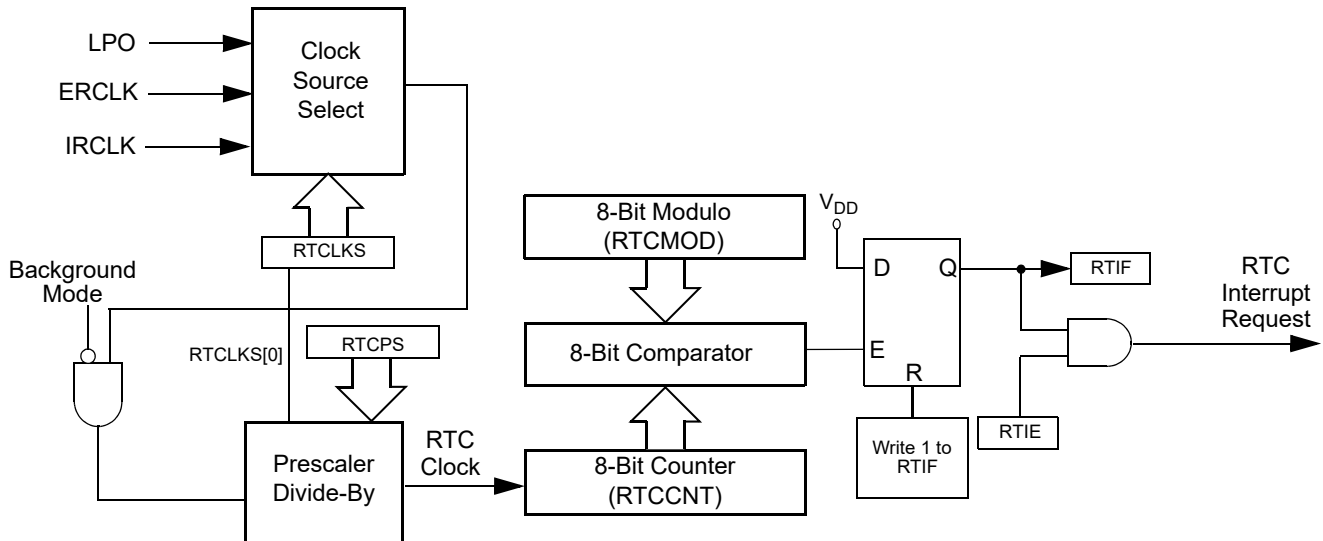 LPO
ERCLK
IRCLK
Clock
Source
Select
RTCLKS
Background
Mode
RTCLKS[0]
RTCPS
Prescaler
Divide-By
RTC
Clock
8-Bit Modulo
(RTCMOD)
8-Bit Comparator
8-Bit Counter
(RTCCNT)
VDD
D
Q
E
R
Write 1 to
RTIF
RTIF
RTIE
RTC
Interrupt
Request